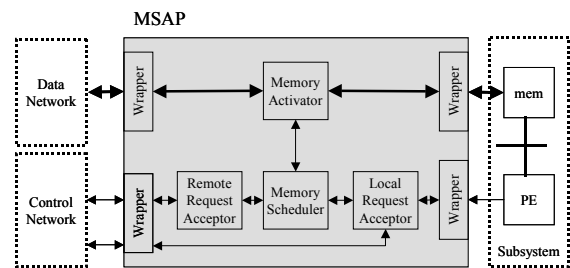 MSAP
Data
Network
Wrapper
Memory
Activator
Wrapper
mem
Control
Network
Wrapper
Remote
Request
Acceptor
Memory
Scheduler
Local
Request
Acceptor
Wrapper
PE
Subsystem